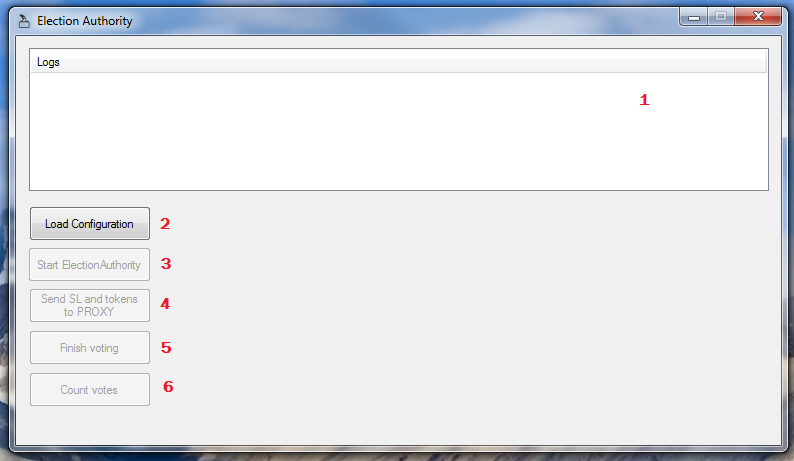 Election Authority
Logs
1
Load Configuration 2
Start ElectionAuthority 3
Send SL and tokens
to PROXY 4
Finish voting 5
Count votes 6